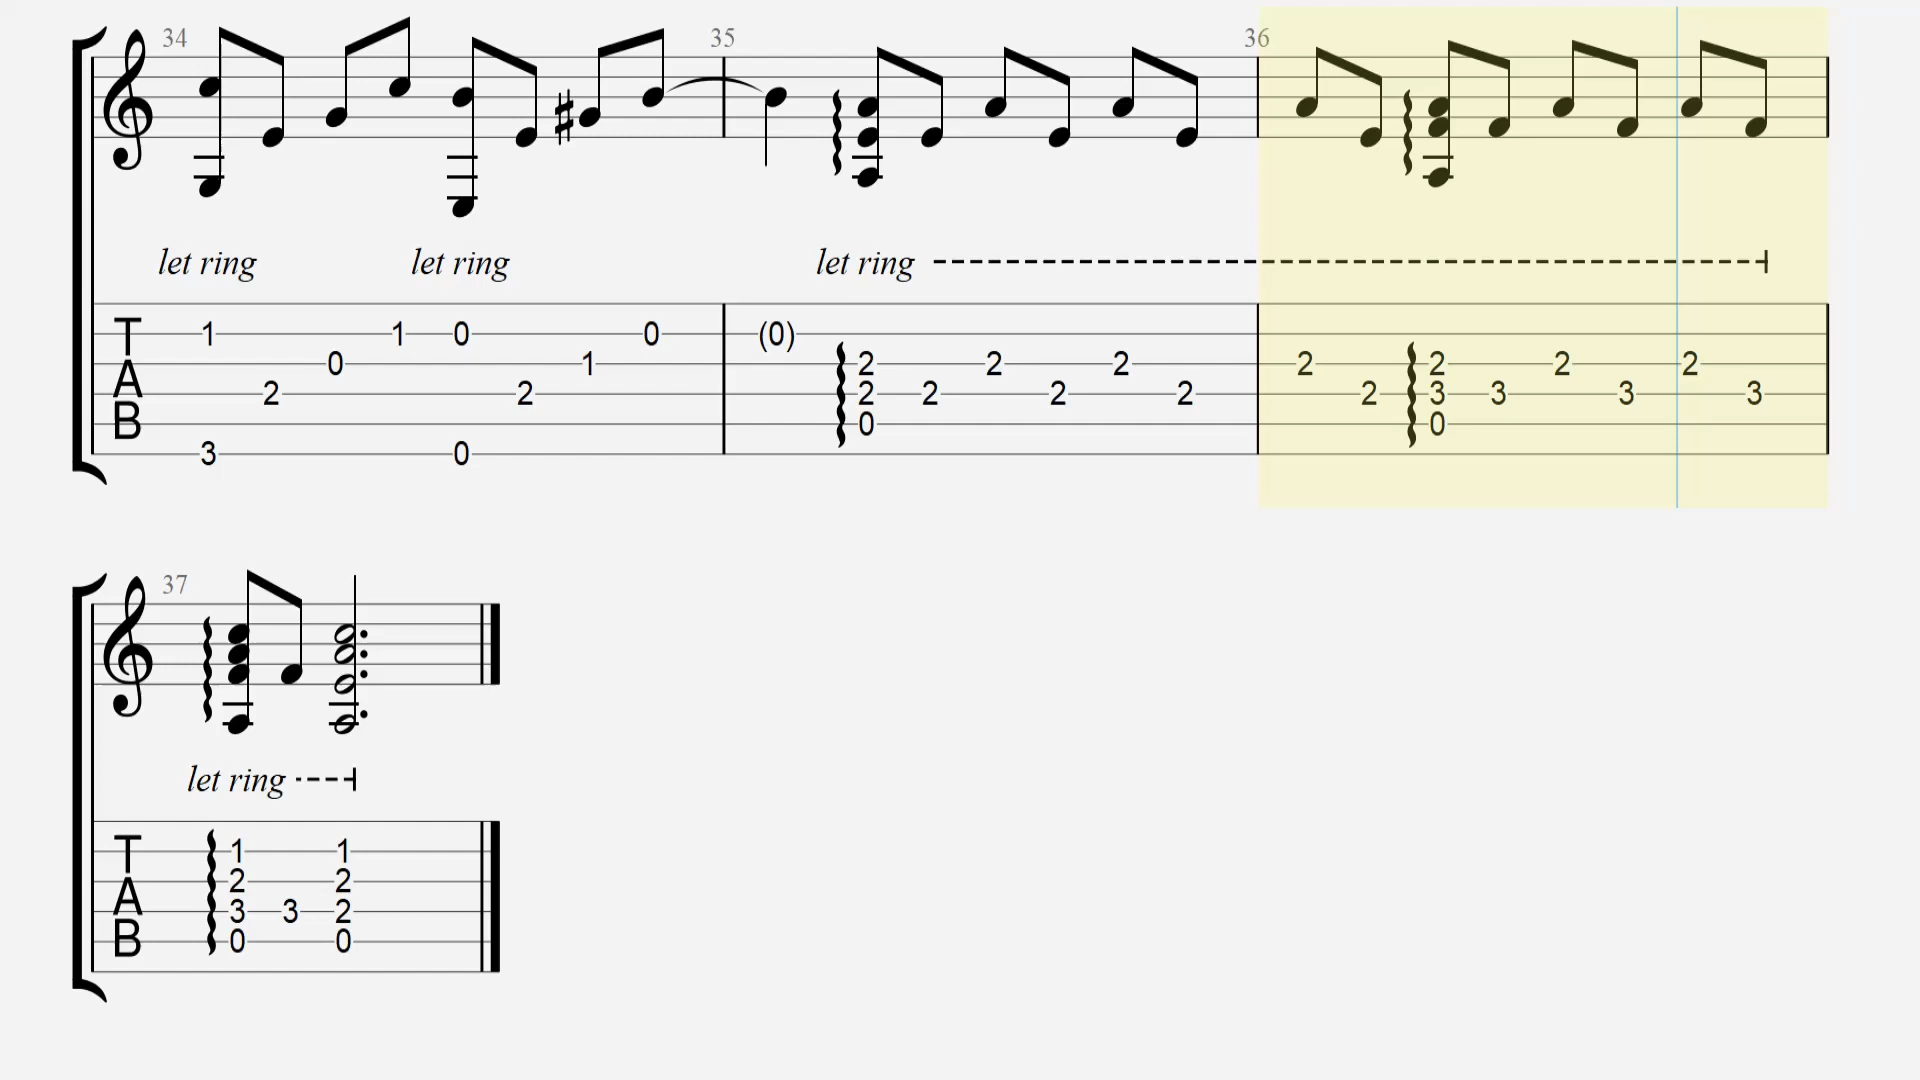 34 35 36
let ring let ring let ring
1 1 0 0 (0)
T 0 1 2 2 2 2 2 2 2
A 2 2 2 2 2 2 2 3 3 3 3
B 0 0
3 0
37
let ring
T 1 1
2 2
A 3 3 2
B 0 0